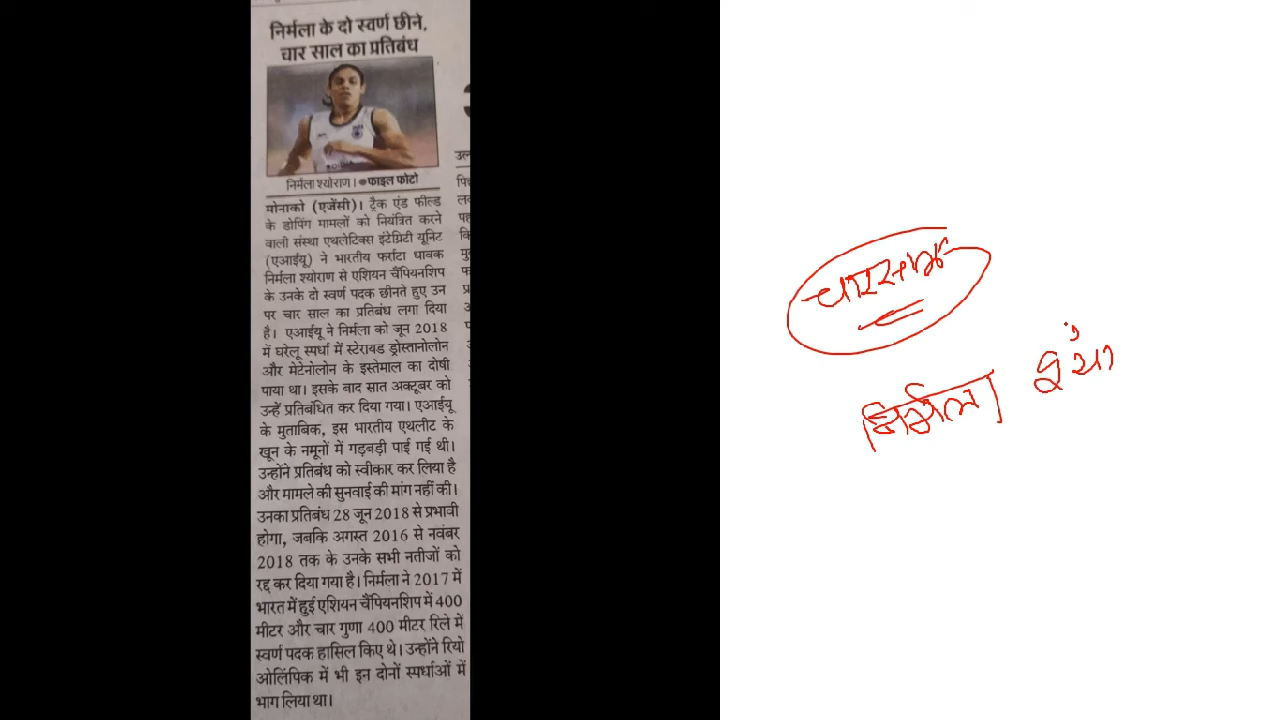 निर्मला के दो स्वर्ण छीने,
चार साल का प्रतिबंध
निर्मला श्योराण। ●फाइल फोटो
मोनाको (एजेंसी)। ट्रैक एंड फील्ड
के डोपिंग मामलों को नियंत्रित करने
वाली संस्था एथलेटिक्स इंटेग्रिटी यूनिट
(एआईयू) ने भारतीय फर्राटा धावक
निर्मला श्योराण से एशियन चैंपियनशिप
के उनके दो स्वर्ण पदक छीनते हुए उन
पर चार साल का प्रतिबंध लगा दिया
है। एआईयू ने निर्मला को जून 2018
में घरेलू स्पर्धा में स्टेरायड ड्रोस्तानोलोन
और मेटेनोलोन के इस्तेमाल का दोषी
पाया था। इसके बाद सात अक्टूबर को
उन्हें प्रतिबंधित कर दिया गया। एआईयू
के मुताबिक, इस भारतीय एथलीट के
खून के नमूनों में गड़बड़ी पाई गई थी।
उन्होंने प्रतिबंध को स्वीकार कर लिया है
और मामले की सुनवाई की मांग नहीं की।
उनका प्रतिबंध 28 जून 2018 से प्रभावी
होगा, जबकि अगस्त 2016 से नवंबर
2018 तक के उनके सभी नतीजों को
रद्द कर दिया गया है। निर्मला ने 2017 में
भारत में हुई एशियन चैंपियनशिप में 400
मीटर और चार गुणा 400 मीटर रिले में
स्वर्ण पदक हासिल किए थे। उन्होंने रियो
ओलिंपिक में भी इन दोनों स्पर्धाओं में
भाग लिया था।
निर्मला